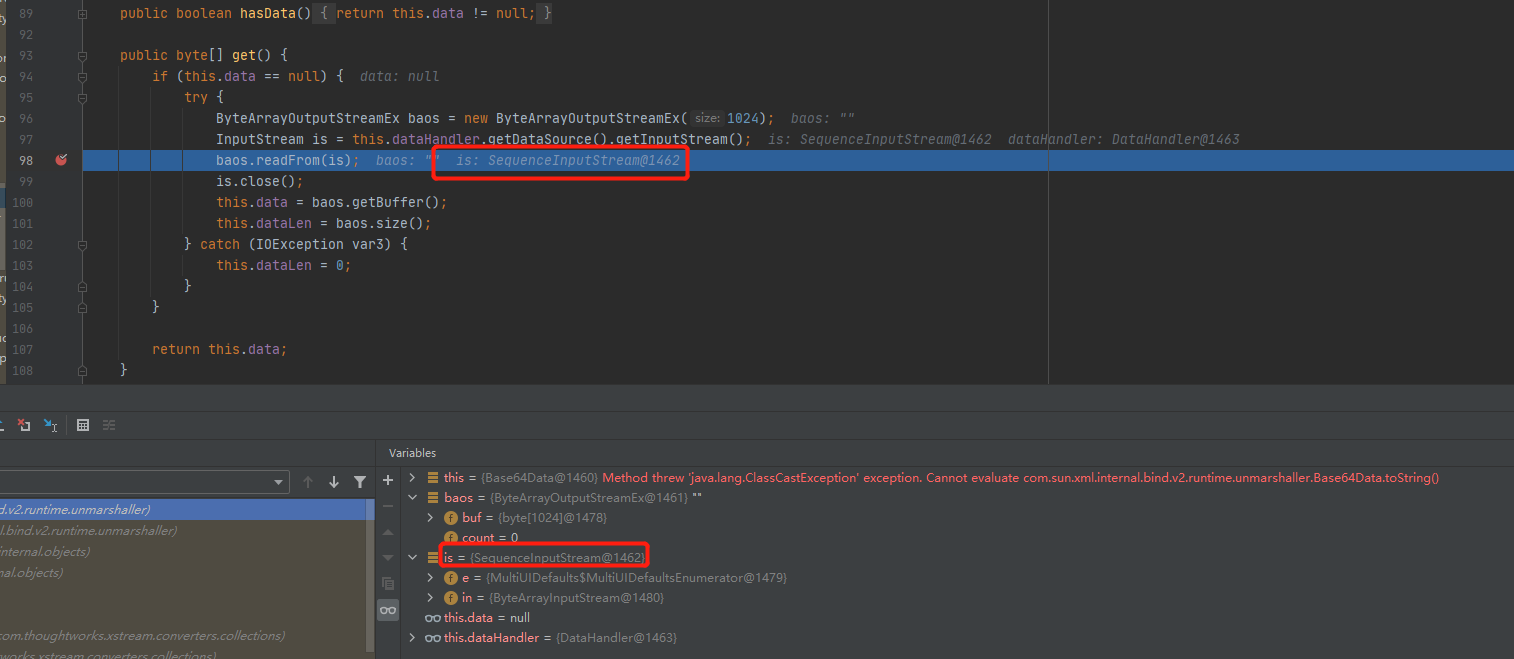 89 public boolean hasData() { return this.data != null; }
92
93 public byte[] get() {
94 if (this.data == null) { data: null
95 try {
96 ByteArrayOutputStreamEx baos = new ByteArrayOutputStreamEx( size: 1024); baos: ""
97 InputStream is = this.dataHandler.getDataSource().getInputStream(); is: SequenceInputStream@1462 dataHandler: DataHandler@1463
98 baos.readFrom(is); baos: "" is: SequenceInputStream@1462
99 is.close();
100 this.data = baos.getBuffer();
101 this.dataLen = baos.size();
102 } catch (IOException var3) {
103 this.dataLen = 0;
104 }
105 }
106
107 return this.data;
108 }
Variables
this = {Base64Data@1460} Method threw 'java.lang.ClassCastException' exception. Cannot evaluate com.sun.xml.internal.bind.v2.runtime.unmarshaller.Base64Data.toString()
baos = {ByteArrayOutputStreamEx@1461} ""
d.v2.runtime.unmarshaller)
buf = {byte[1024]@1478}
l.bind.v2.runtime.unmarshaller)
count = 0
nternal.objects)
is = {SequenceInputStream@1462}
nal.objects)
e = {MultiUIDefaults$MultiUIDefaultsEnumerator@1479}
in = {ByteArrayInputStream@1480}
this.data = null
com.thoughtworks.xstream.converters.collections)
this.dataHandler = {DataHandler@1463}
works.xstream.converters.collections)